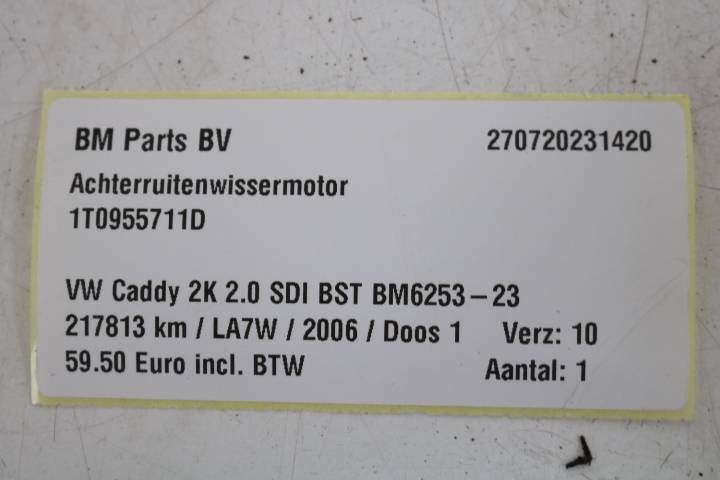 BM Parts BV 270720231420
Achterruitenwissermotor
1T0955711D
VW Caddy 2K 2.0 SDI BST BM6253-23
217813 km / LA7W / 2006 / Doos 1 Verz: 10
59.50 Euro incl. BTW Aantal: 1